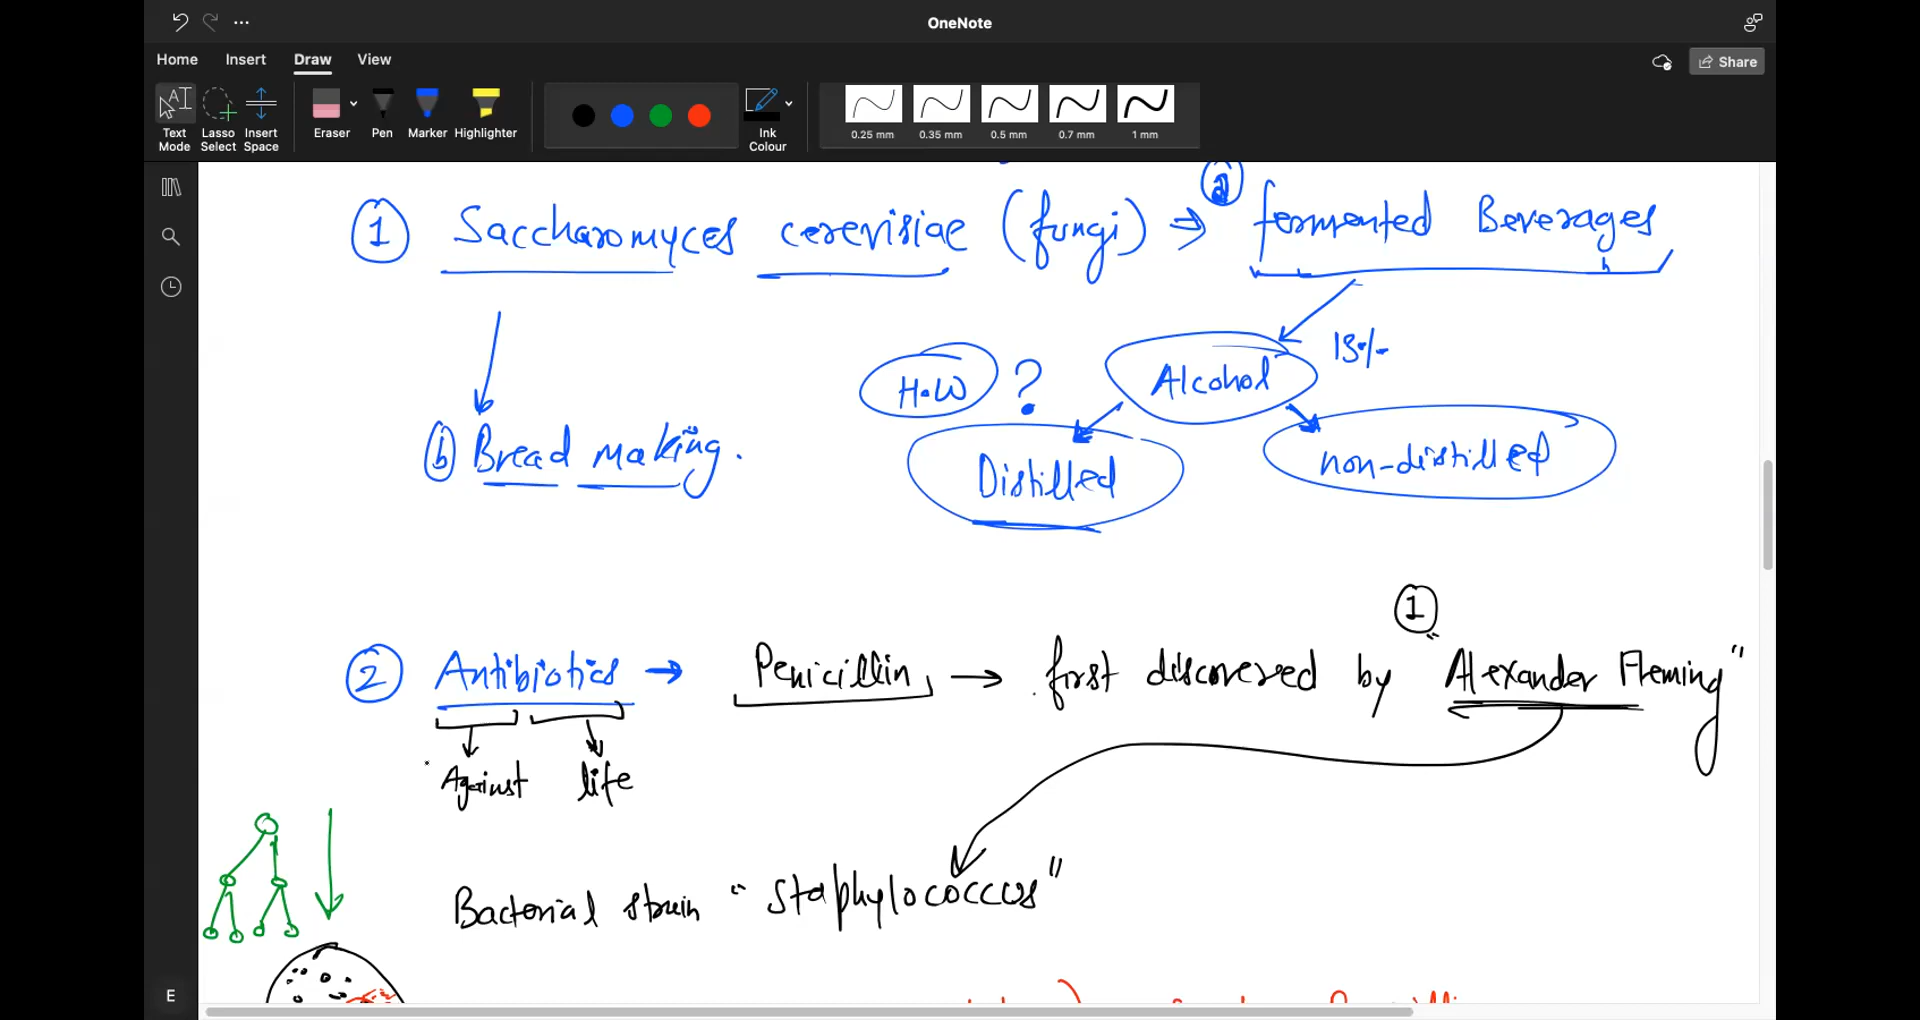 OneNote
Home Insert Draw View
Share
Text Mode
Lasso Select
Insert Space
Eraser
Pen
Marker
Highlighter
Ink Colour
0.25 mm
0.35 mm
0.5 mm
0.7 mm
1 mm
① Saccharomyces cerevisiae (fungi) ⇒ ⓐ fermented Beverages
Alcohol
H.W ?
ⓑ Bread making.
Distilled
non-distilled
①
② Antibiotics → Penicillin → first discovered by "Alexander Fleming"
Against life
Bacterial strain "Staphylococcus"
E